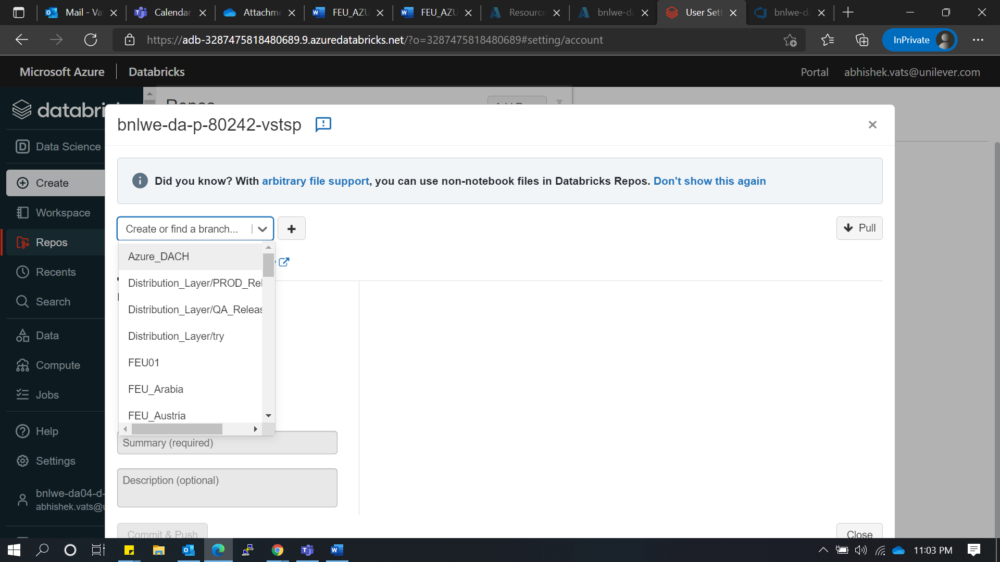 Mail - Va
Calendar
Attachme
FEU_AZU
FEU_AZU
Resource
bnlwe-da
User Sett
bnlwe-da
https://adb-3287475818480689.9.azuredatabricks.net/?o=3287475818480689#setting/account
InPrivate
Microsoft Azure
Databricks
Portal
abhishek.vats@unilever.com
databri
Repos
bnlwe-da-p-80242-vstsp
Data Science
Did you know? With arbitrary file support, you can use non-notebook files in Databricks Repos. Don't show this again
Create
Workspace
Repos
Recents
Search
Data
Compute
Jobs
Help
Settings
bnlwe-da04-d-
abhishek.vats@u
Create or find a branch...
+
Pull
Azure_DACH
Distribution_Layer/PROD_Rel
Distribution_Layer/QA_Releas
Distribution_Layer/try
FEU01
FEU_Arabia
FEU_Austria
Summary (required)
Description (optional)
Commit & Push
Close
11:03 PM